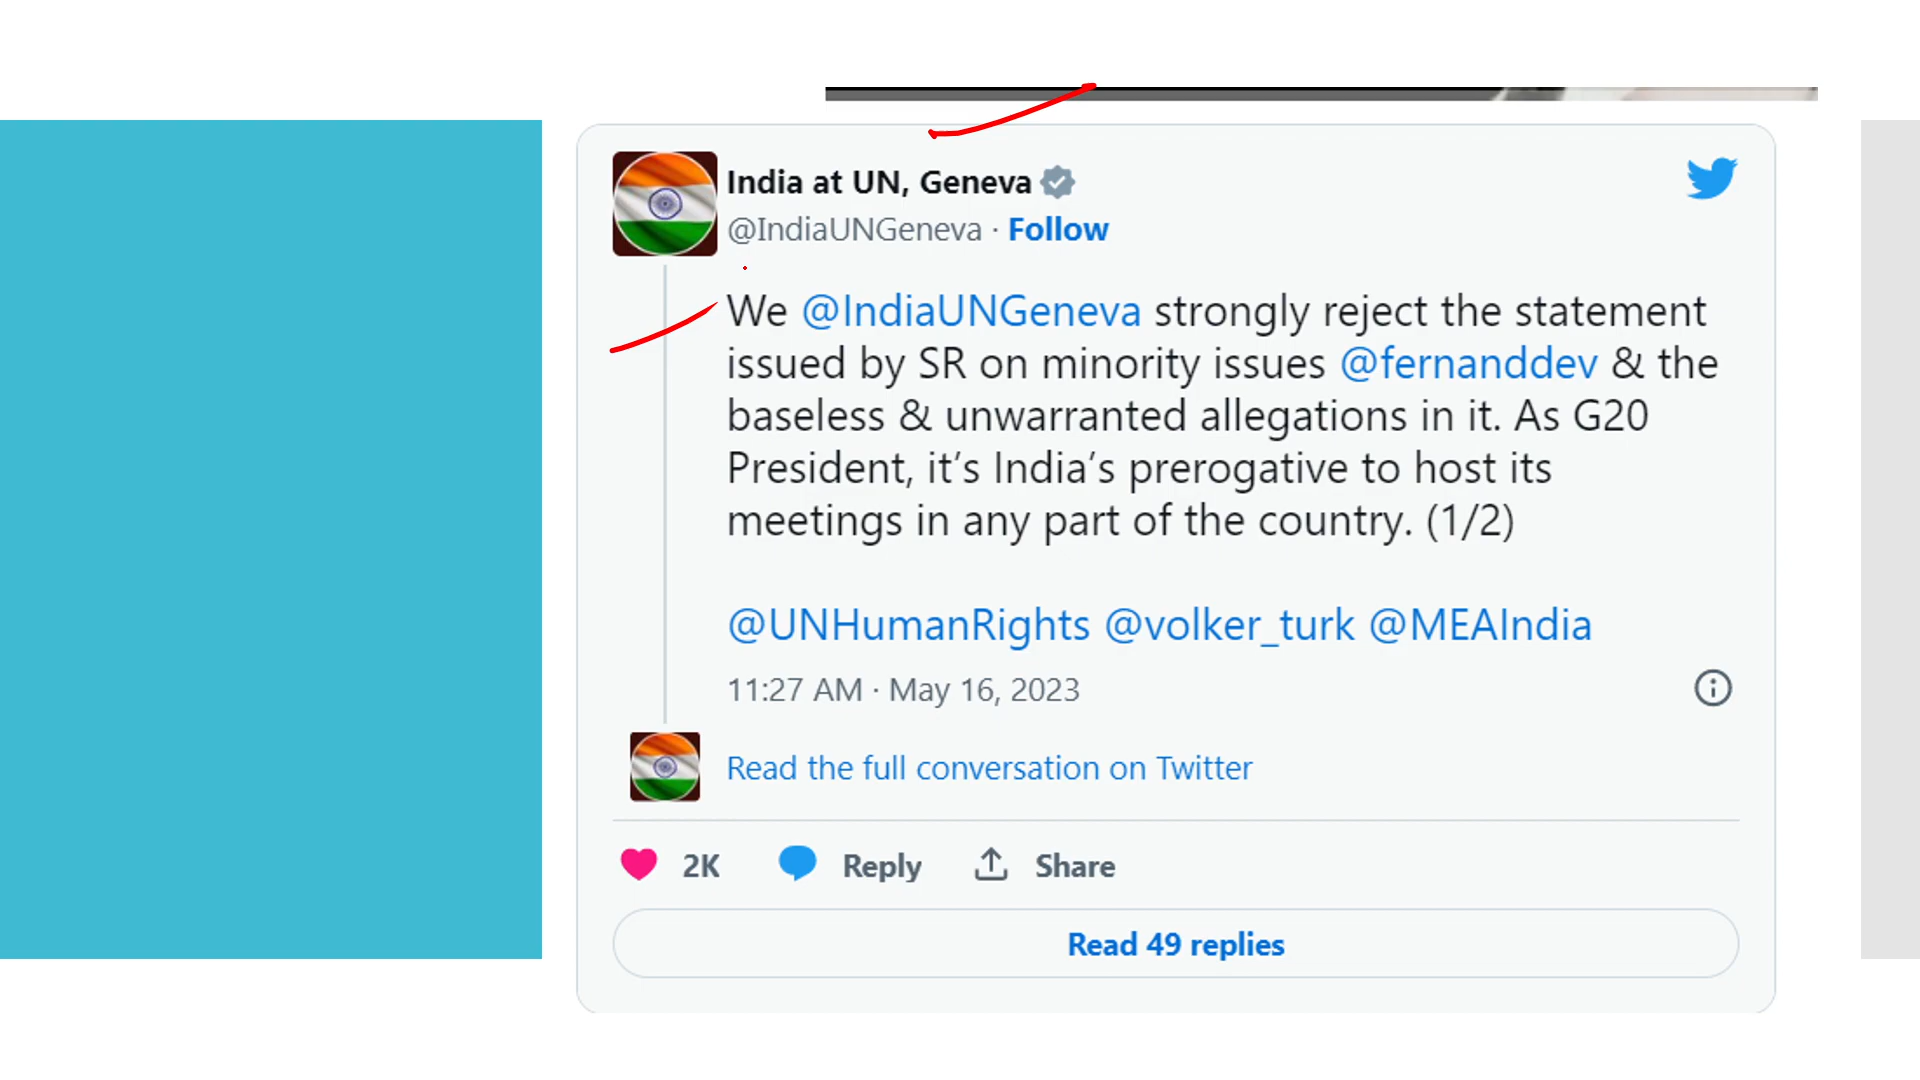 India at UN, Geneva
@IndiaUNGeneva · Follow
We @IndiaUNGeneva strongly reject the statement
issued by SR on minority issues @fernanddev & the
baseless & unwarranted allegations in it. As G20
President, it’s India’s prerogative to host its
meetings in any part of the country. (1/2)
@UNHumanRights @volker_turk @MEAIndia
11:27 AM · May 16, 2023
Read the full conversation on Twitter
2K Reply Share
Read 49 replies